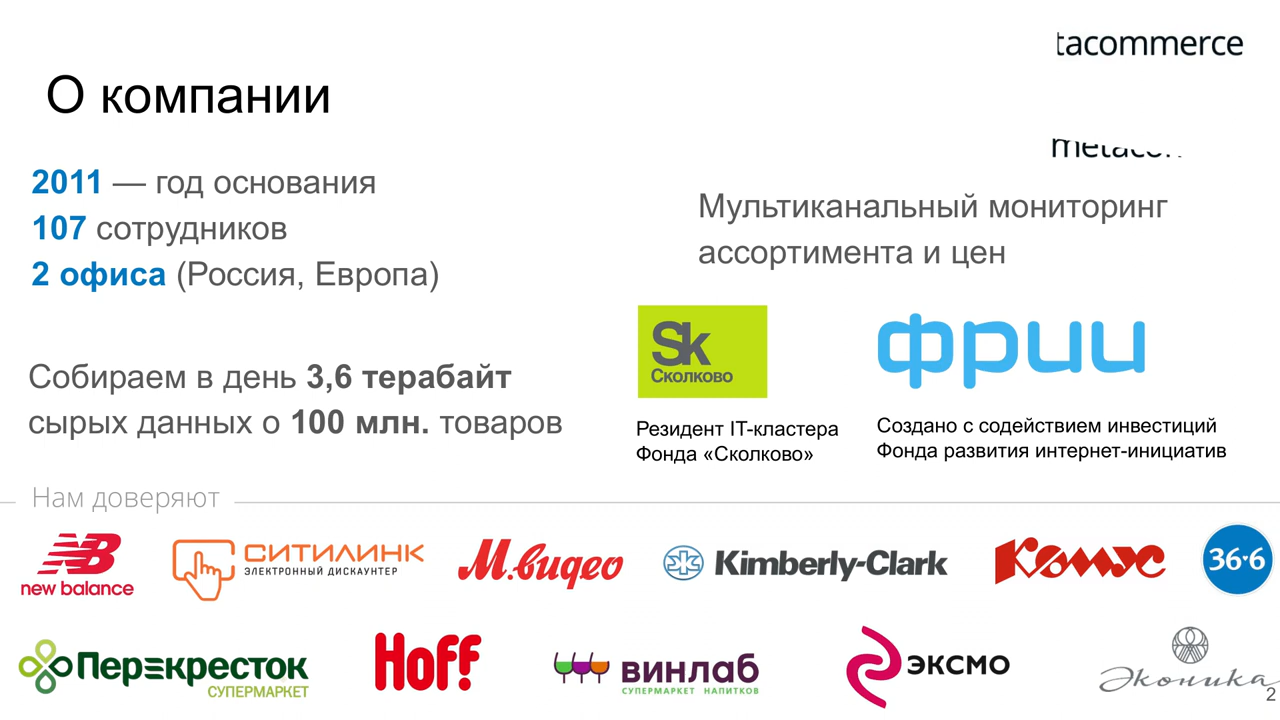 tacommerce
О компании
metacon
2011 — год основания
107 сотрудников
2 офиса (Россия, Европа)
Мультиканальный мониторинг
ассортимента и цен
Собираем в день 3,6 терабайт
сырых данных о 100 млн. товаров
Sk
Сколково
Резидент IT-кластера
Фонда «Сколково»
фрии
Создано с содействием инвестиций
Фонда развития интернет-инициатив
Нам доверяют
NB
new balance
СИТИЛИНК
ЭЛЕКТРОННЫЙ ДИСКАУНТЕР
М.видео
Kimberly-Clark
Комус
36·6
Перекресток
СУПЕРМАРКЕТ
Hoff
ВИНЛАБ
СУПЕРМАРКЕТ НАПИТКОВ
ЭКСМО
Эконика
2